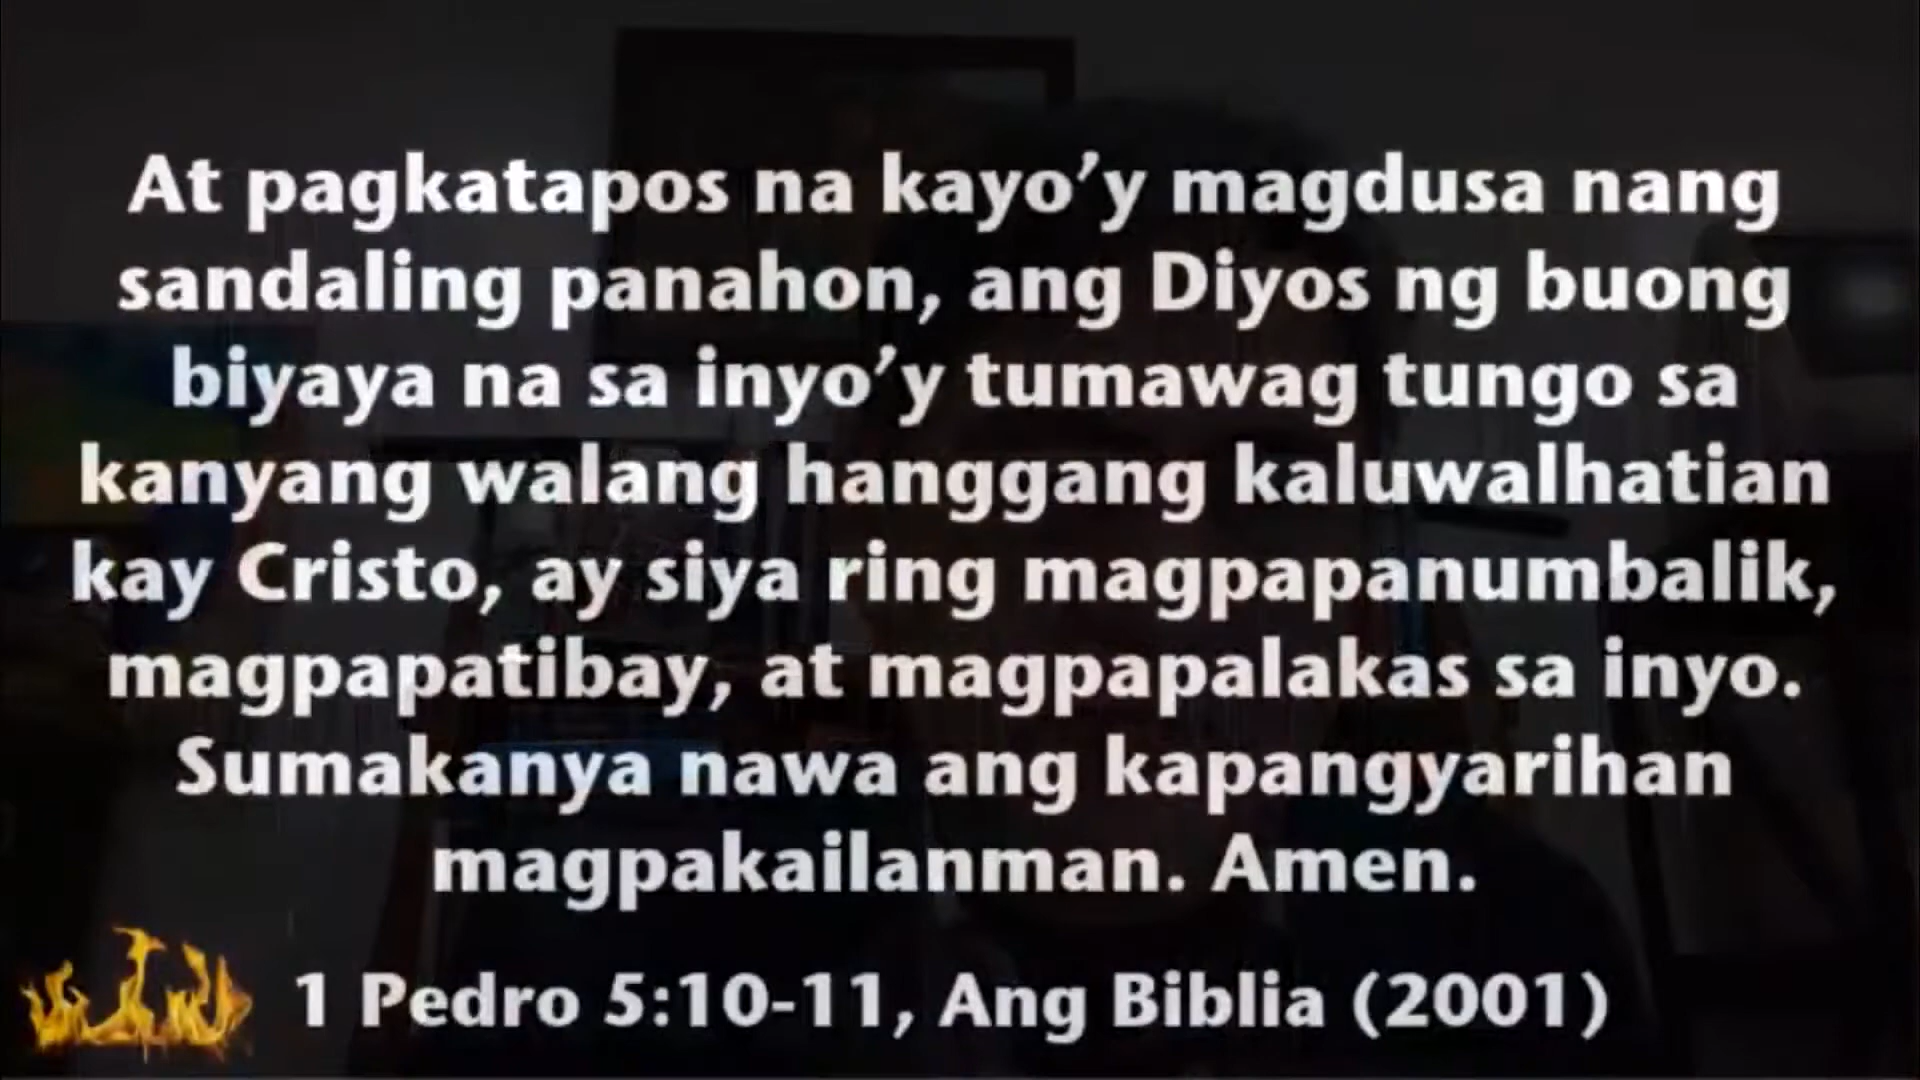 At pagkatapos na kayo’y magdusa nang
sandaling panahon, ang Diyos ng buong
biyaya na sa inyo’y tumawag tungo sa
kanyang walang hanggang kaluwalhatian
kay Cristo, ay siya ring magpapanumbalik,
magpapatibay, at magpapalakas sa inyo.
Sumakanya nawa ang kapangyarihan
magpakailanman. Amen.
1 Pedro 5:10-11, Ang Biblia (2001)